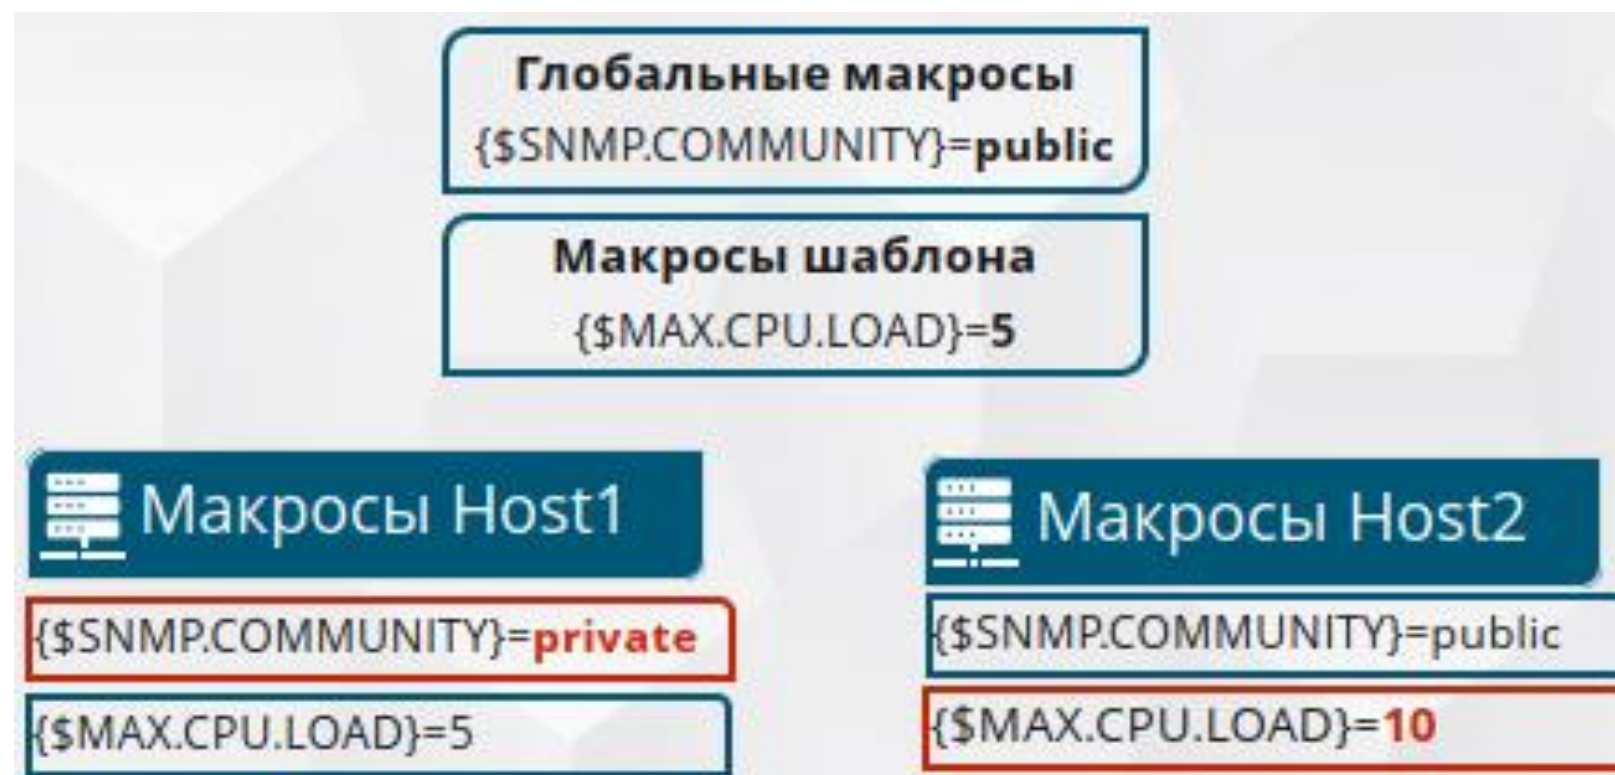 Глобальные макросы
{$SNMP.COMMUNITY}=public
Макросы шаблона
{$MAX.CPU.LOAD}=5
Макросы Host1
{$SNMP.COMMUNITY}=private
{$MAX.CPU.LOAD}=5
Макросы Host2
{$SNMP.COMMUNITY}=public
{$MAX.CPU.LOAD}=10